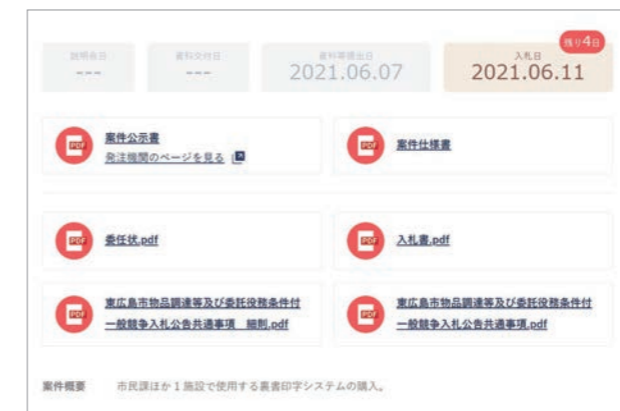 残り4日
説明会日
資料交付日
資料等提出日
入札日
---
---
2021.06.07
2021.06.11
PDF
案件公示書
発注機関のページを見る
PDF
案件仕様書
PDF
委任状.pdf
PDF
入札書.pdf
PDF
東広島市物品調達等及び委託役務条件付
一般競争入札公告共通事項 細則.pdf
PDF
東広島市物品調達等及び委託役務条件付
一般競争入札公告共通事項.pdf
案件概要 市民課ほか1施設で使用する裏書印字システムの購入。